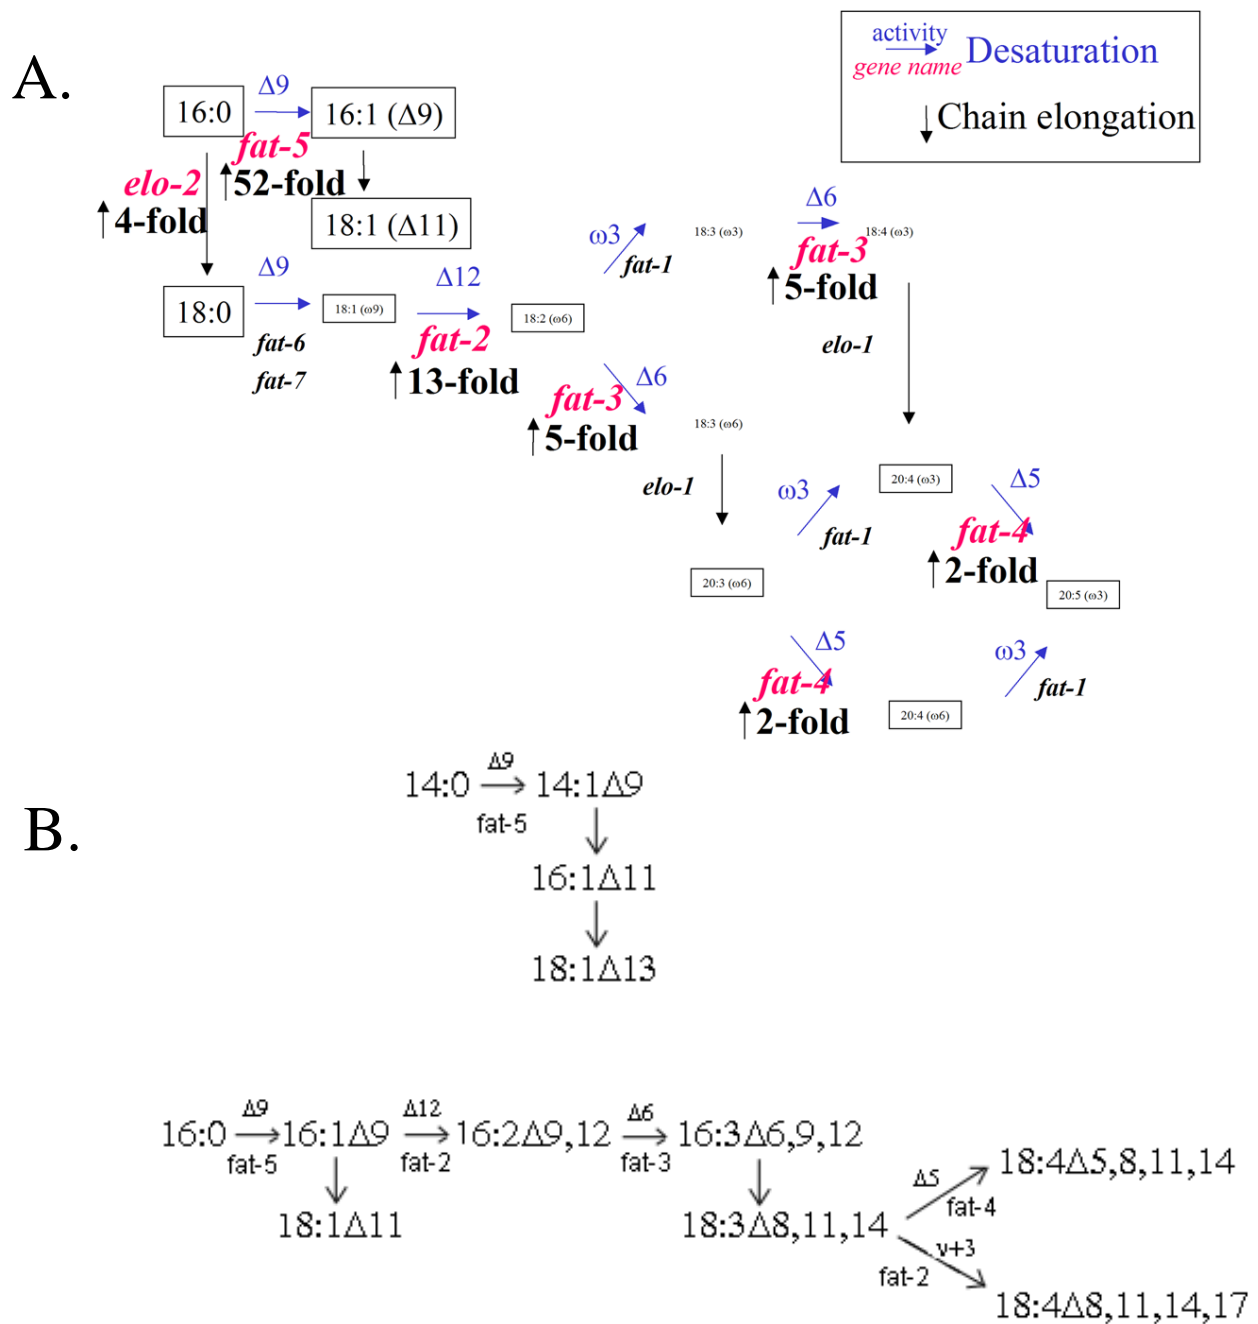 A.
activity
Desaturation
gene name
Chain elongation
16:0
Δ9
16:1 (Δ9)
fat-5
↑52-fold
elo-2
↑4-fold
18:1 (Δ11)
Δ6
ω3
18:3 (ω3)
18:4 (ω3)
fat-1
fat-3
↑5-fold
18:0
Δ9
18:1 (ω9)
Δ12
18:2 (ω6)
fat-6
fat-7
fat-2
↑13-fold
elo-1
Δ6
fat-3
↑5-fold
18:3 (ω6)
elo-1
ω3
fat-1
20:4 (ω3)
Δ5
fat-4
↑2-fold
20:3 (ω6)
20:5 (ω3)
Δ5
fat-4
↑2-fold
20:4 (ω6)
ω3
fat-1
B.
14:0
Δ9
14:1Δ9
fat-5
16:1Δ11
18:1Δ13
16:0
Δ9
fat-5
16:1Δ9
Δ12
fat-2
16:2Δ9,12
Δ6
fat-3
16:3Δ6,9,12
18:1Δ11
18:3Δ8,11,14
Δ5
fat-4
18:4Δ5,8,11,14
ν+3
fat-2
18:4Δ8,11,14,17